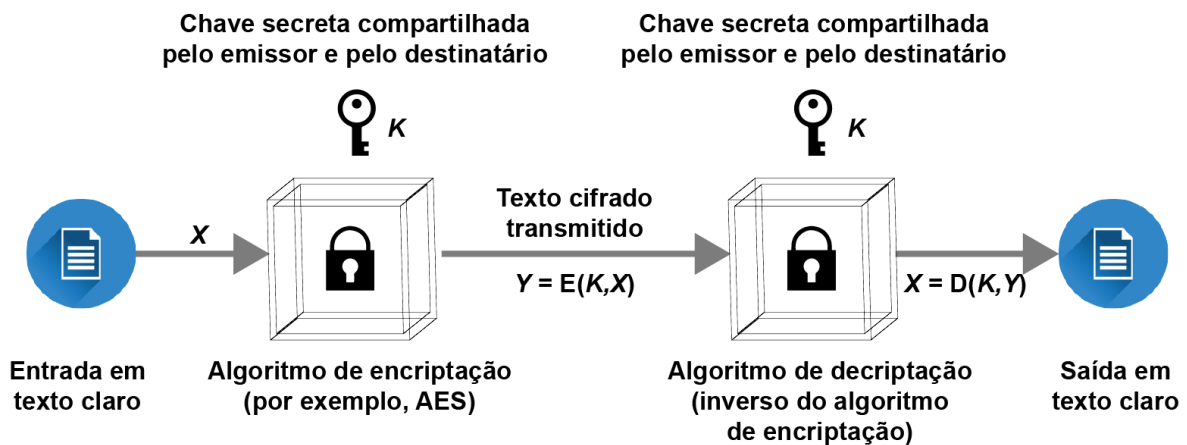 Chave secreta compartilhada
pelo emissor e pelo destinatário
Chave secreta compartilhada
pelo emissor e pelo destinatário
K
K
X
Texto cifrado
transmitido
Y = E(K,X)
X = D(K,Y)
Entrada em
texto claro
Algoritmo de encriptação
(por exemplo, AES)
Algoritmo de decriptação
(inverso do algoritmo
de encriptação)
Saída em
texto claro